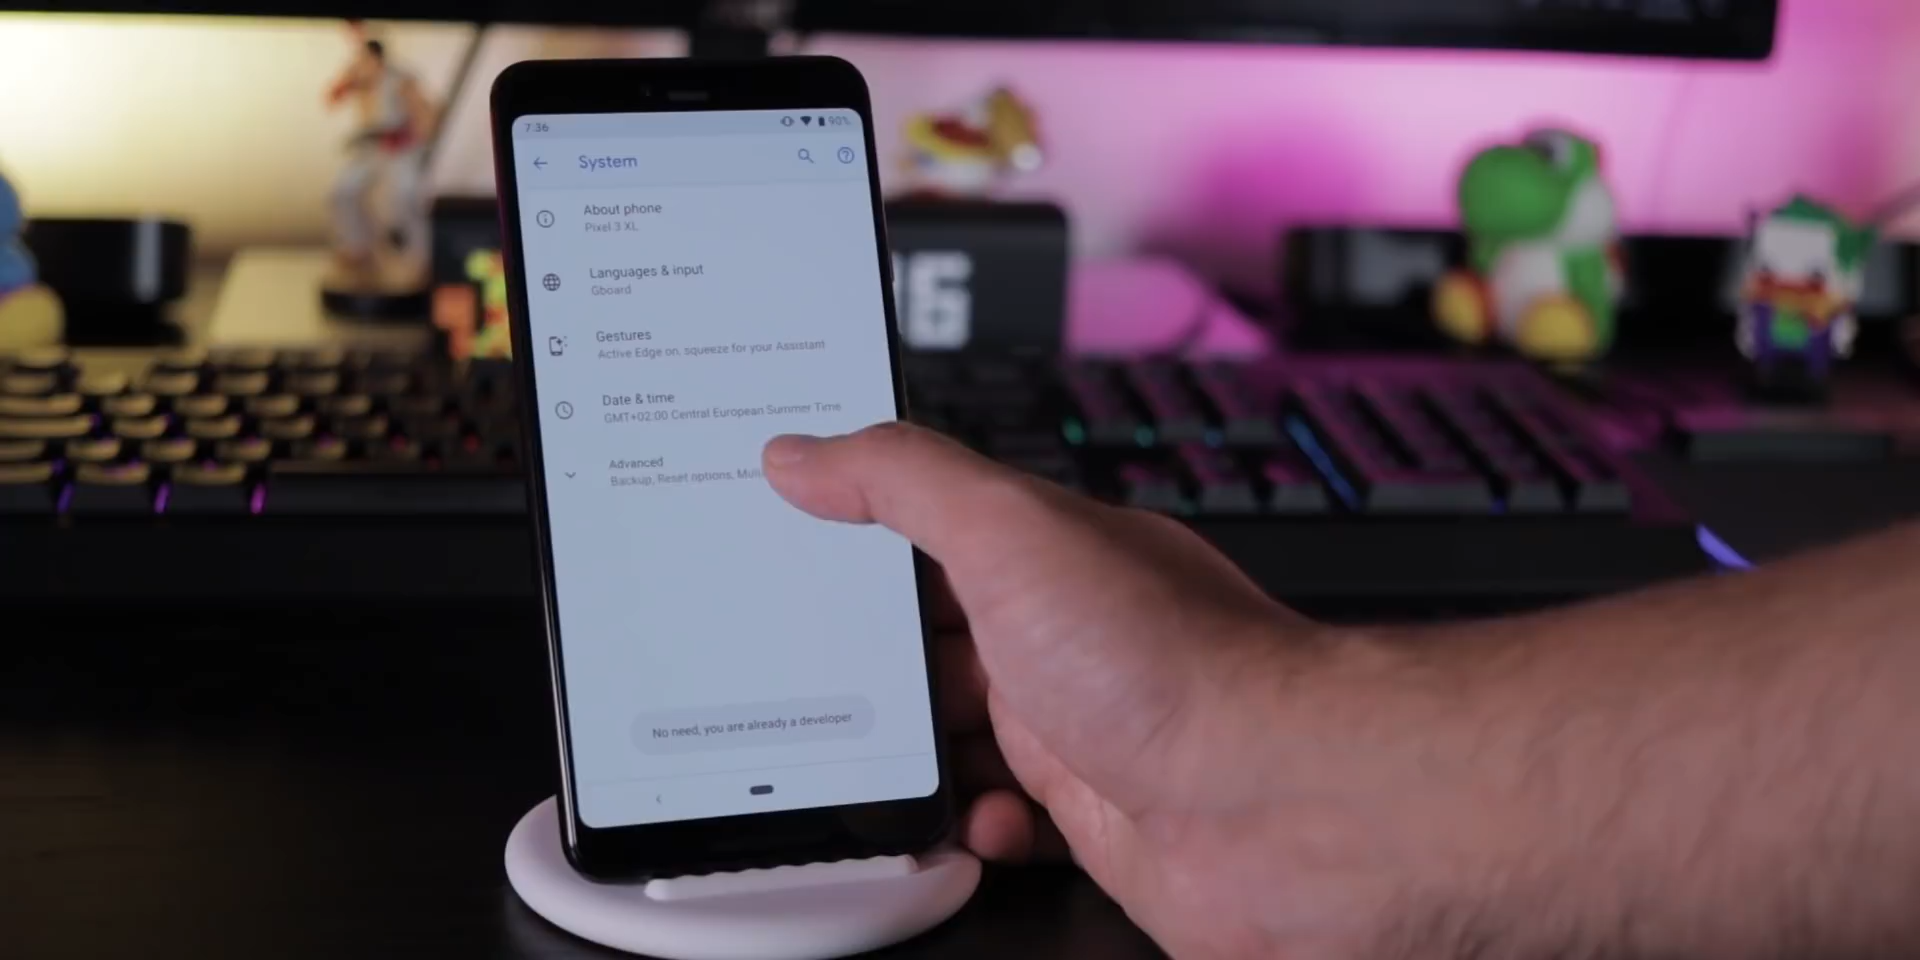 7:36
90%
System
About phone
Pixel 3 XL
Languages & input
Gboard
Gestures
Active Edge on, squeeze for your Assistant
Date & time
GMT+02:00 Central European Summer Time
Advanced
Backup, Reset options,
No need, you are already a developer